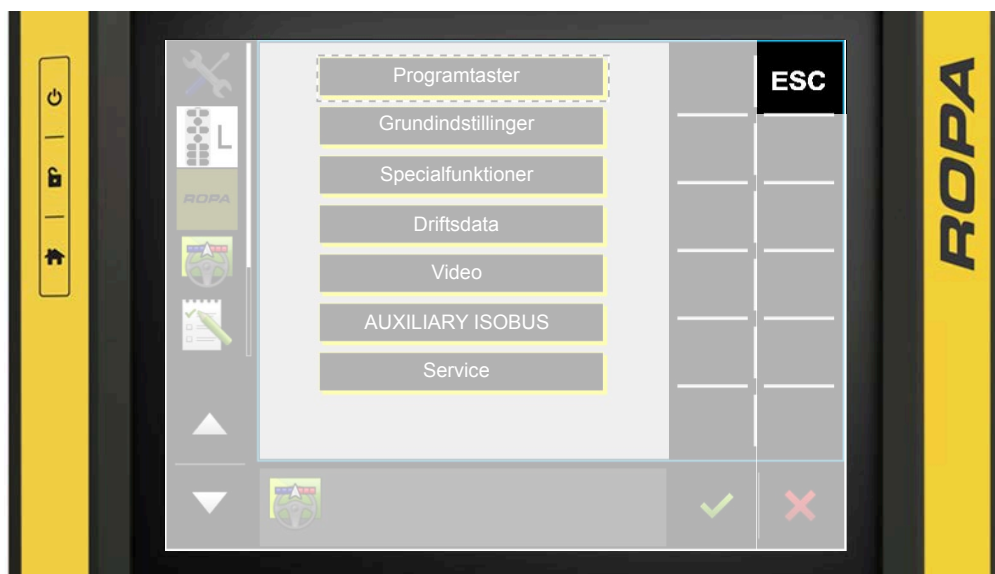 Programtaster
ESC
Grundindstillinger
L
Specialfunktioner
ROPA
Driftsdata
Video
AUXILIARY ISOBUS
Service
ROPA